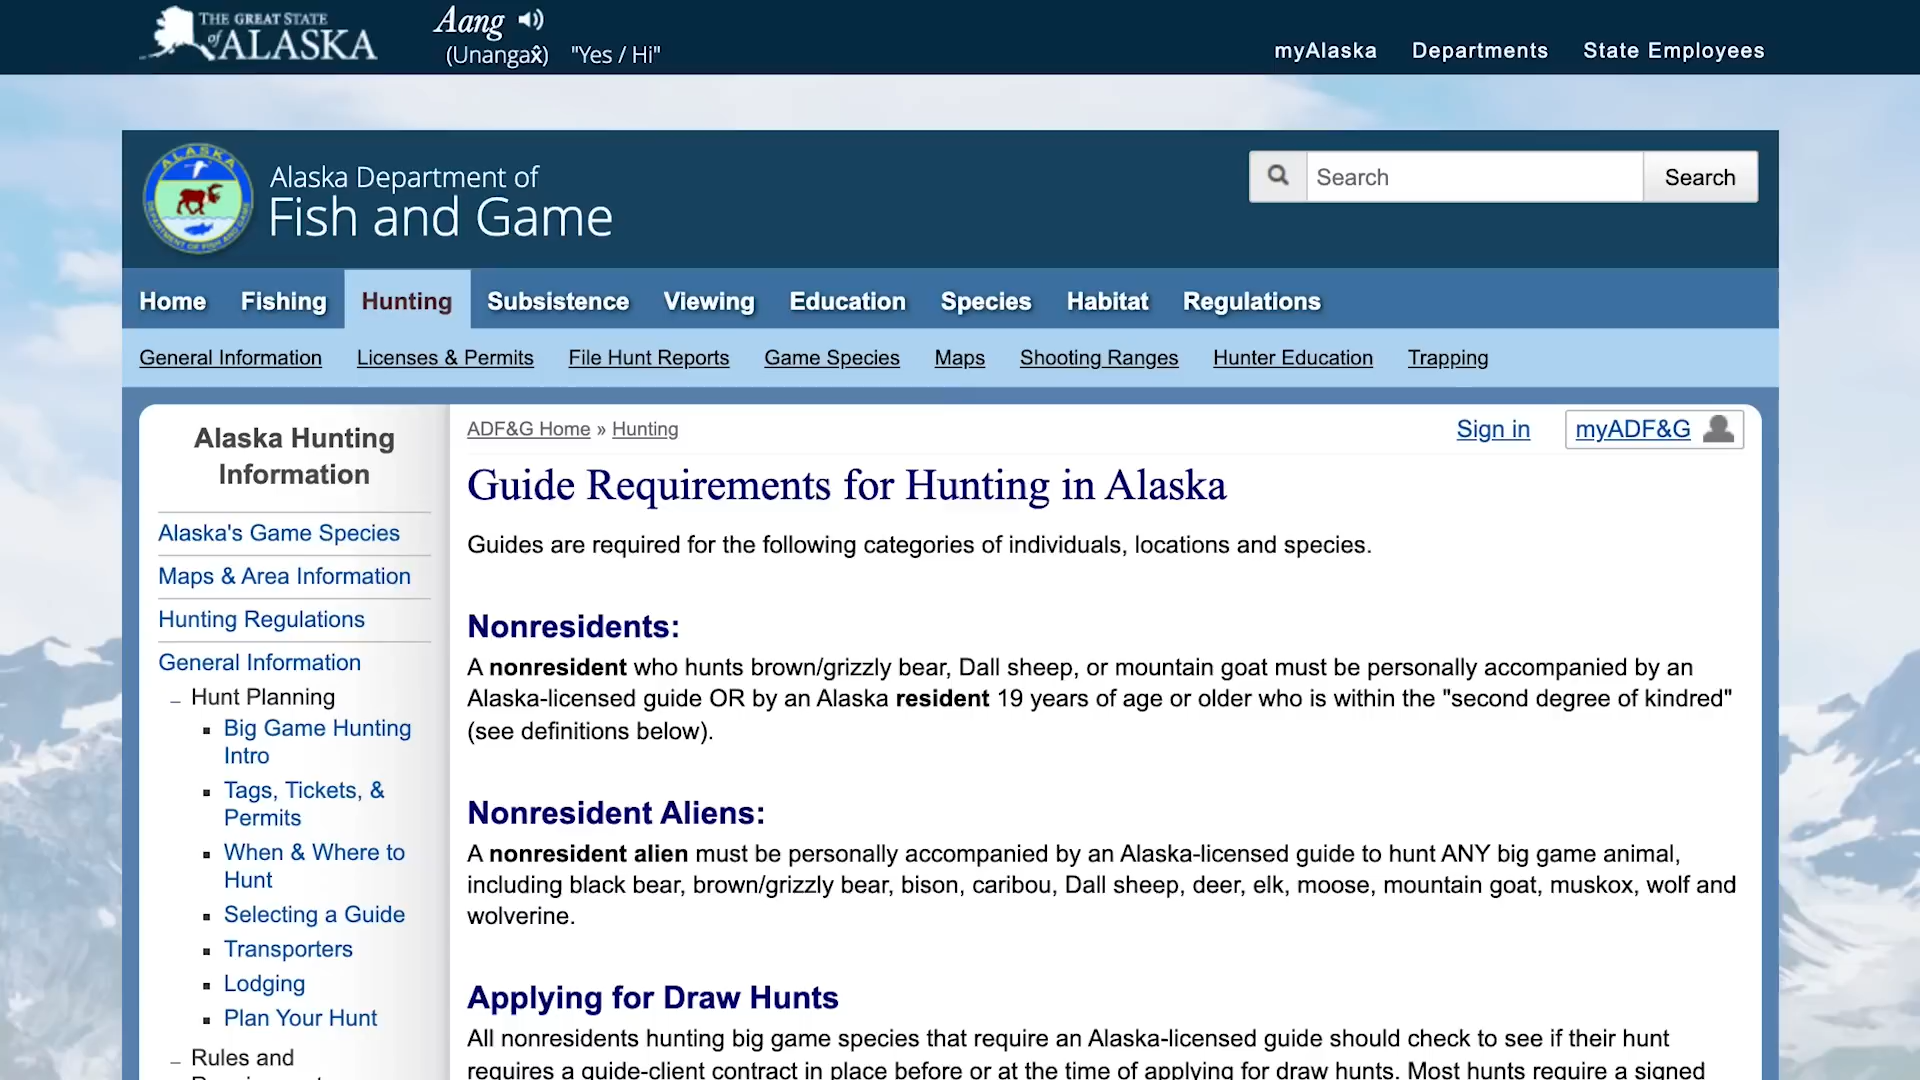 THE GREAT STATE
of ALASKA
Aang
(Unangax̂) "Yes / Hi"
myAlaska Departments State Employees
ALASKA
DEPARTMENT OF FISH AND GAME
Alaska Department of
Fish and Game
Search Search
Home Fishing Hunting Subsistence Viewing Education Species Habitat Regulations
General Information Licenses & Permits File Hunt Reports Game Species Maps Shooting Ranges Hunter Education Trapping
Alaska Hunting
Information
Alaska's Game Species
Maps & Area Information
Hunting Regulations
General Information
Hunt Planning
Big Game Hunting
Intro
Tags, Tickets, &
Permits
When & Where to
Hunt
Selecting a Guide
Transporters
Lodging
Plan Your Hunt
Rules and
ADF&G Home » Hunting
Sign in myADF&G
Guide Requirements for Hunting in Alaska
Guides are required for the following categories of individuals, locations and species.
Nonresidents:
A nonresident who hunts brown/grizzly bear, Dall sheep, or mountain goat must be personally accompanied by an
Alaska-licensed guide OR by an Alaska resident 19 years of age or older who is within the "second degree of kindred"
(see definitions below).
Nonresident Aliens:
A nonresident alien must be personally accompanied by an Alaska-licensed guide to hunt ANY big game animal,
including black bear, brown/grizzly bear, bison, caribou, Dall sheep, deer, elk, moose, mountain goat, muskox, wolf and
wolverine.
Applying for Draw Hunts
All nonresidents hunting big game species that require an Alaska-licensed guide should check to see if their hunt
requires a guide-client contract in place before or at the time of applying for draw hunts. Most hunts require a signed